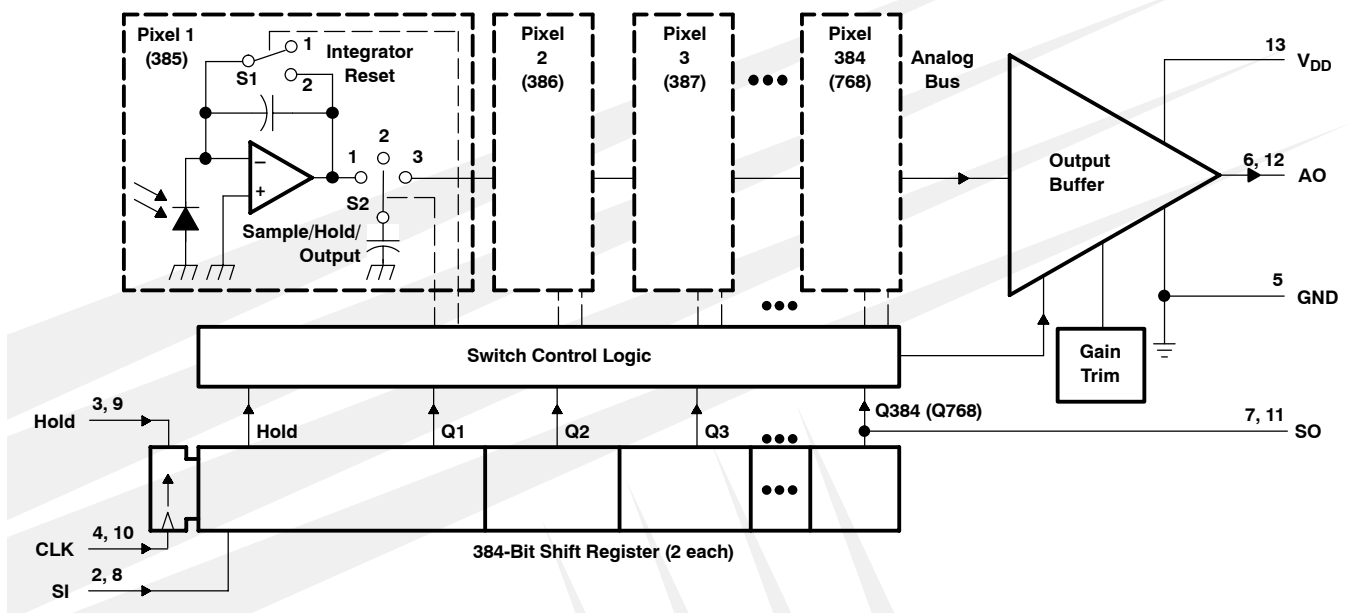 Pixel 1
(385)
1
Integrator
Reset
S1
2
–
+
1
2
3
S2
Sample/Hold/
Output
Pixel
2
(386)
Pixel
3
(387)
Pixel
384
(768)
Analog
Bus
Output
Buffer
13
VDD
6, 12
AO
5
GND
Gain
Trim
Switch Control Logic
Hold
3, 9
Hold
Q1
Q2
Q3
Q384 (Q768)
7, 11
SO
4, 10
CLK
2, 8
SI
384-Bit Shift Register (2 each)